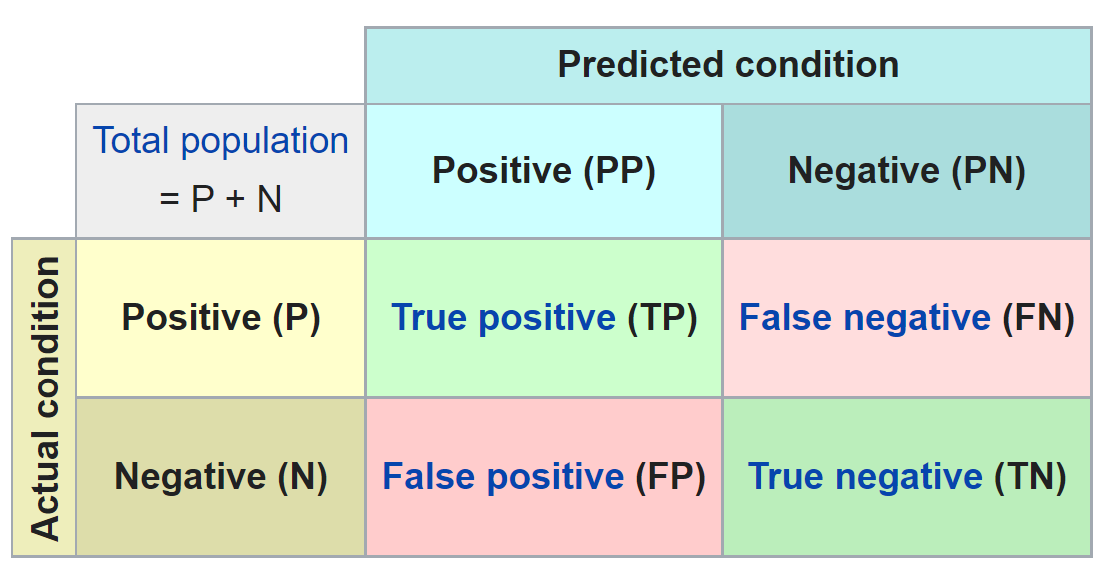 Predicted condition
Total population
= P + N
Positive (PP)
Negative (PN)
Actual condition
Positive (P)
True positive (TP)
False negative (FN)
Negative (N)
False positive (FP)
True negative (TN)